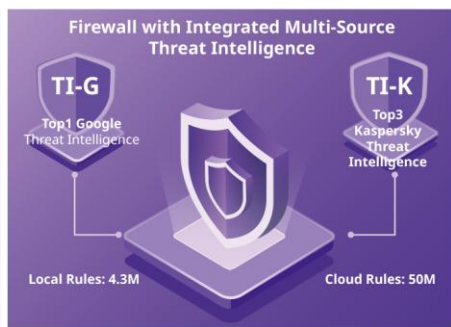 Firewall with Integrated Multi-Source
Threat Intelligence
TI-G
Top1 Google
Threat Intelligence
TI-K
Top3
Kaspersky
Threat
Intelligence
Local Rules: 4.3M
Cloud Rules: 50M